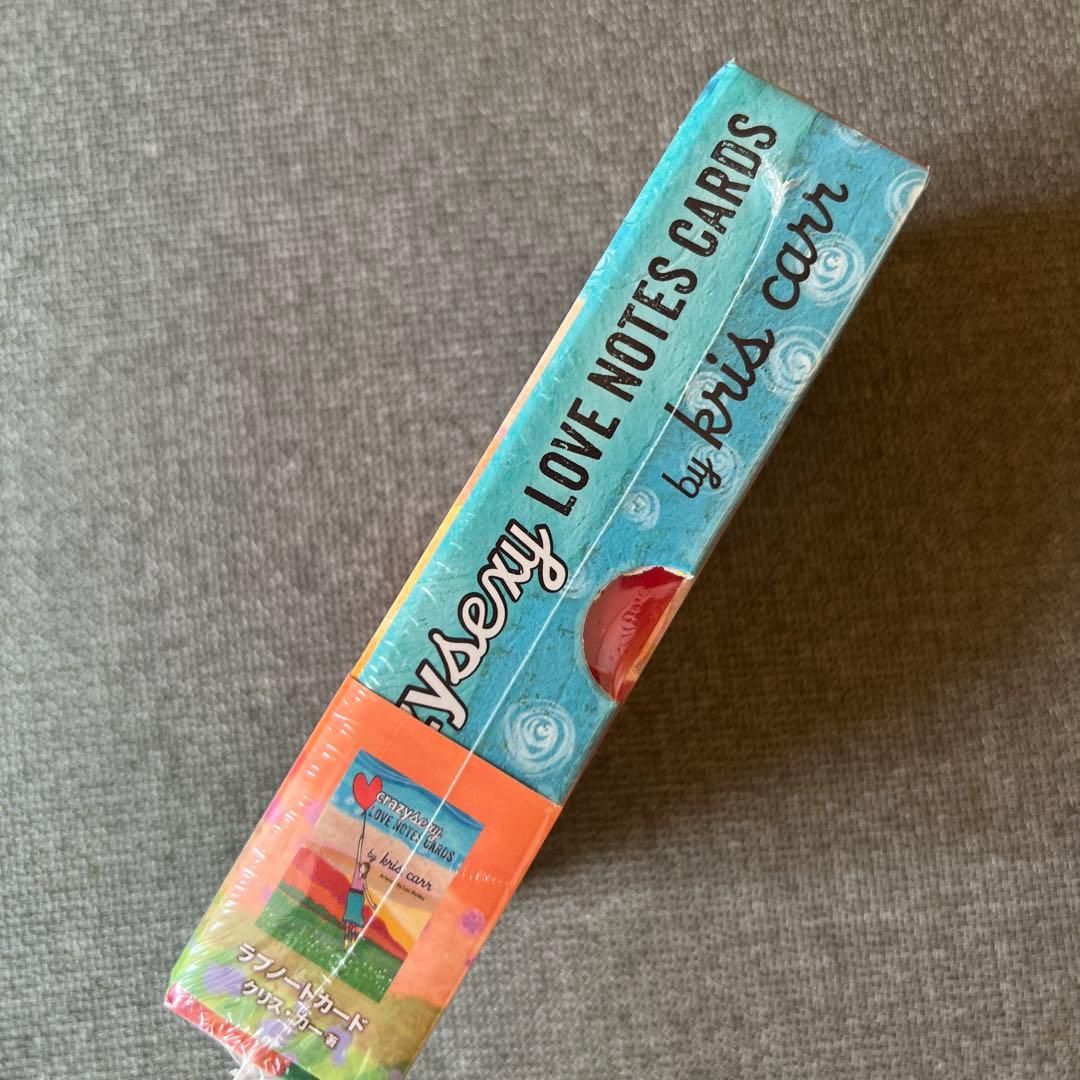 zysexy LOVE NOTES CARDS
by kris carr
crazysexy
LOVE NOTES CARDS
by kris carr
ラブノートカード
クリス・カー 著